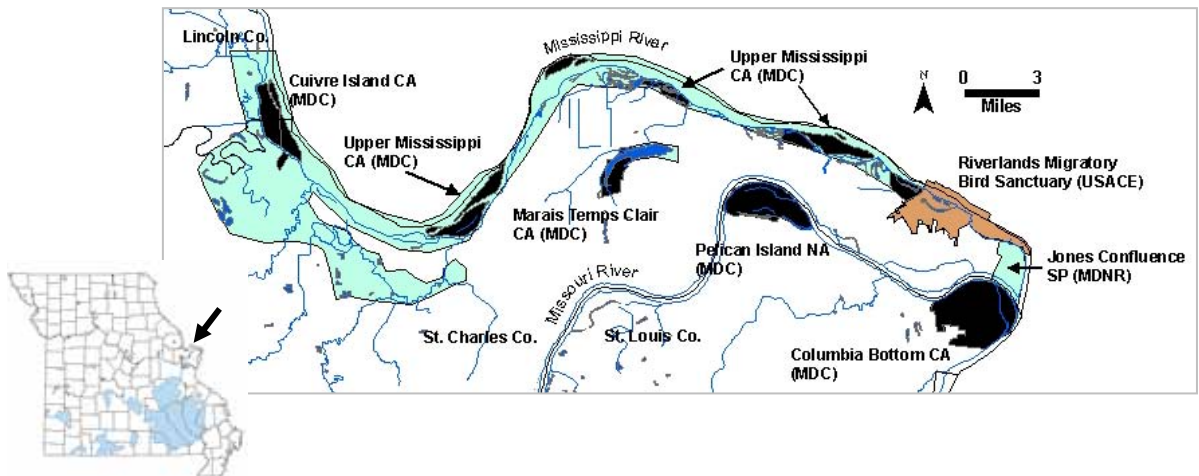 Lincoln Co.
Mississippi River
Cuivre Island CA
(MDC)
Upper Mississippi
CA (MDC)
Upper Mississippi
CA (MDC)
N
0 3
Miles
Riverlands Migratory
Bird Sanctuary (USACE)
Marais Temps Clair
CA (MDC)
Pelican Island NA
(MDC)
Jones Confluence
SP (MDNR)
Missouri River
St. Charles Co.
St. Louis Co.
Columbia Bottom CA
(MDC)